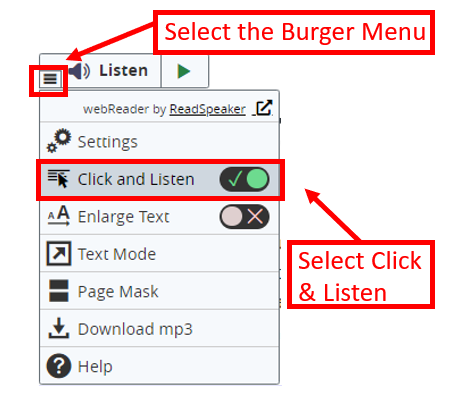 Select the Burger Menu
Listen
webReader by ReadSpeaker
Settings
Click and Listen
Enlarge Text
Text Mode
Page Mask
Download mp3
Help
Select Click
& Listen